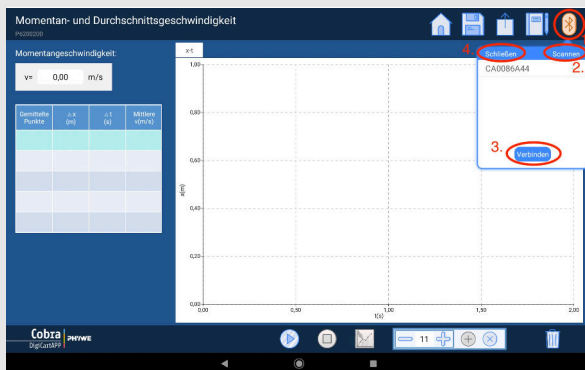 Momentan- und Durchschnittsgeschwindigkeit
P6200200
Momentangeschwindigkeit:
v= 0,00 m/s
Gemittelte Punkte
△ x (m)
△ t (s)
Mittlere v(m/s)
x-t
4.
Schließen
Scannen
2.
CA0086A44
3.
Verbinden
1,00
0,80
0,60
0,40
0,20
0,00
x(m)
0,00
0,50
1,00
1,50
2,00
t(s)
Cobra
DigiCartAPP
PHYWE
11